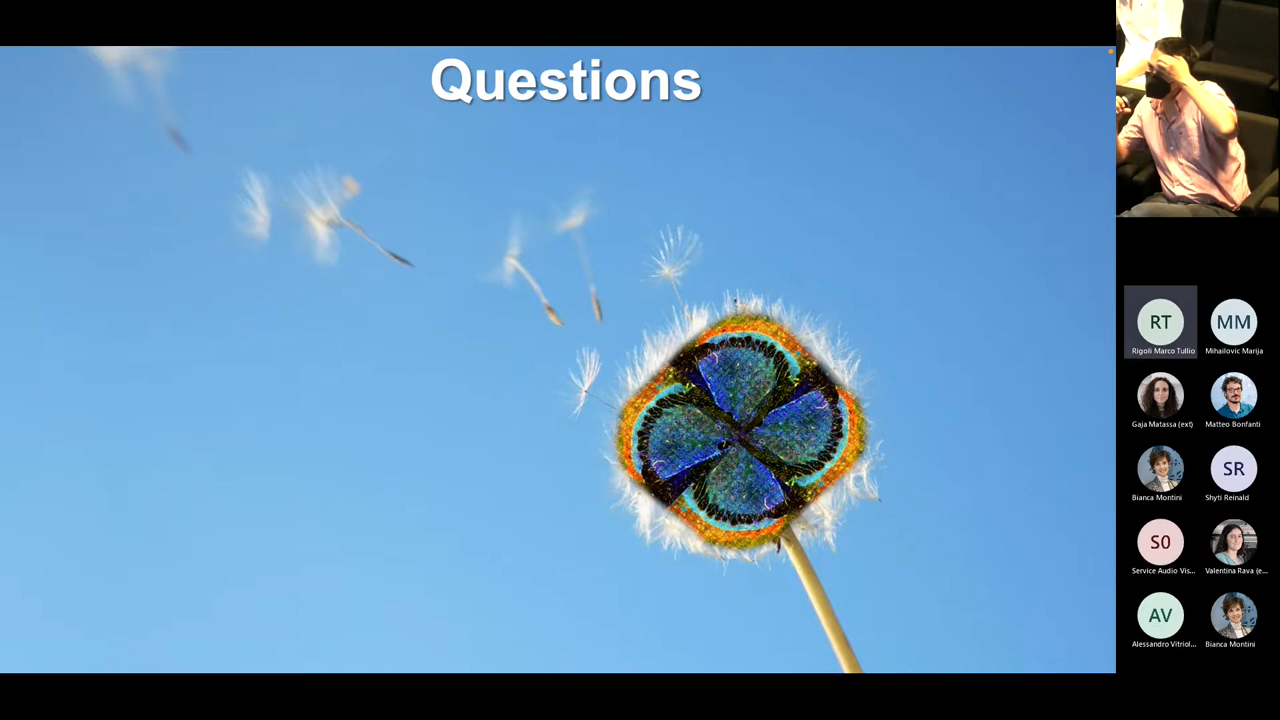 Questions
RT
MM
Rigoli Marco Tullio
Mihailovic Marija
Gaja Matassa (ext)
Matteo Bonfanti
SR
Bianca Montini
Shyti Reinald
S0
Service Audio Vis...
Valentina Rava (e...
AV
Alessandro Vitriol...
Bianca Montini